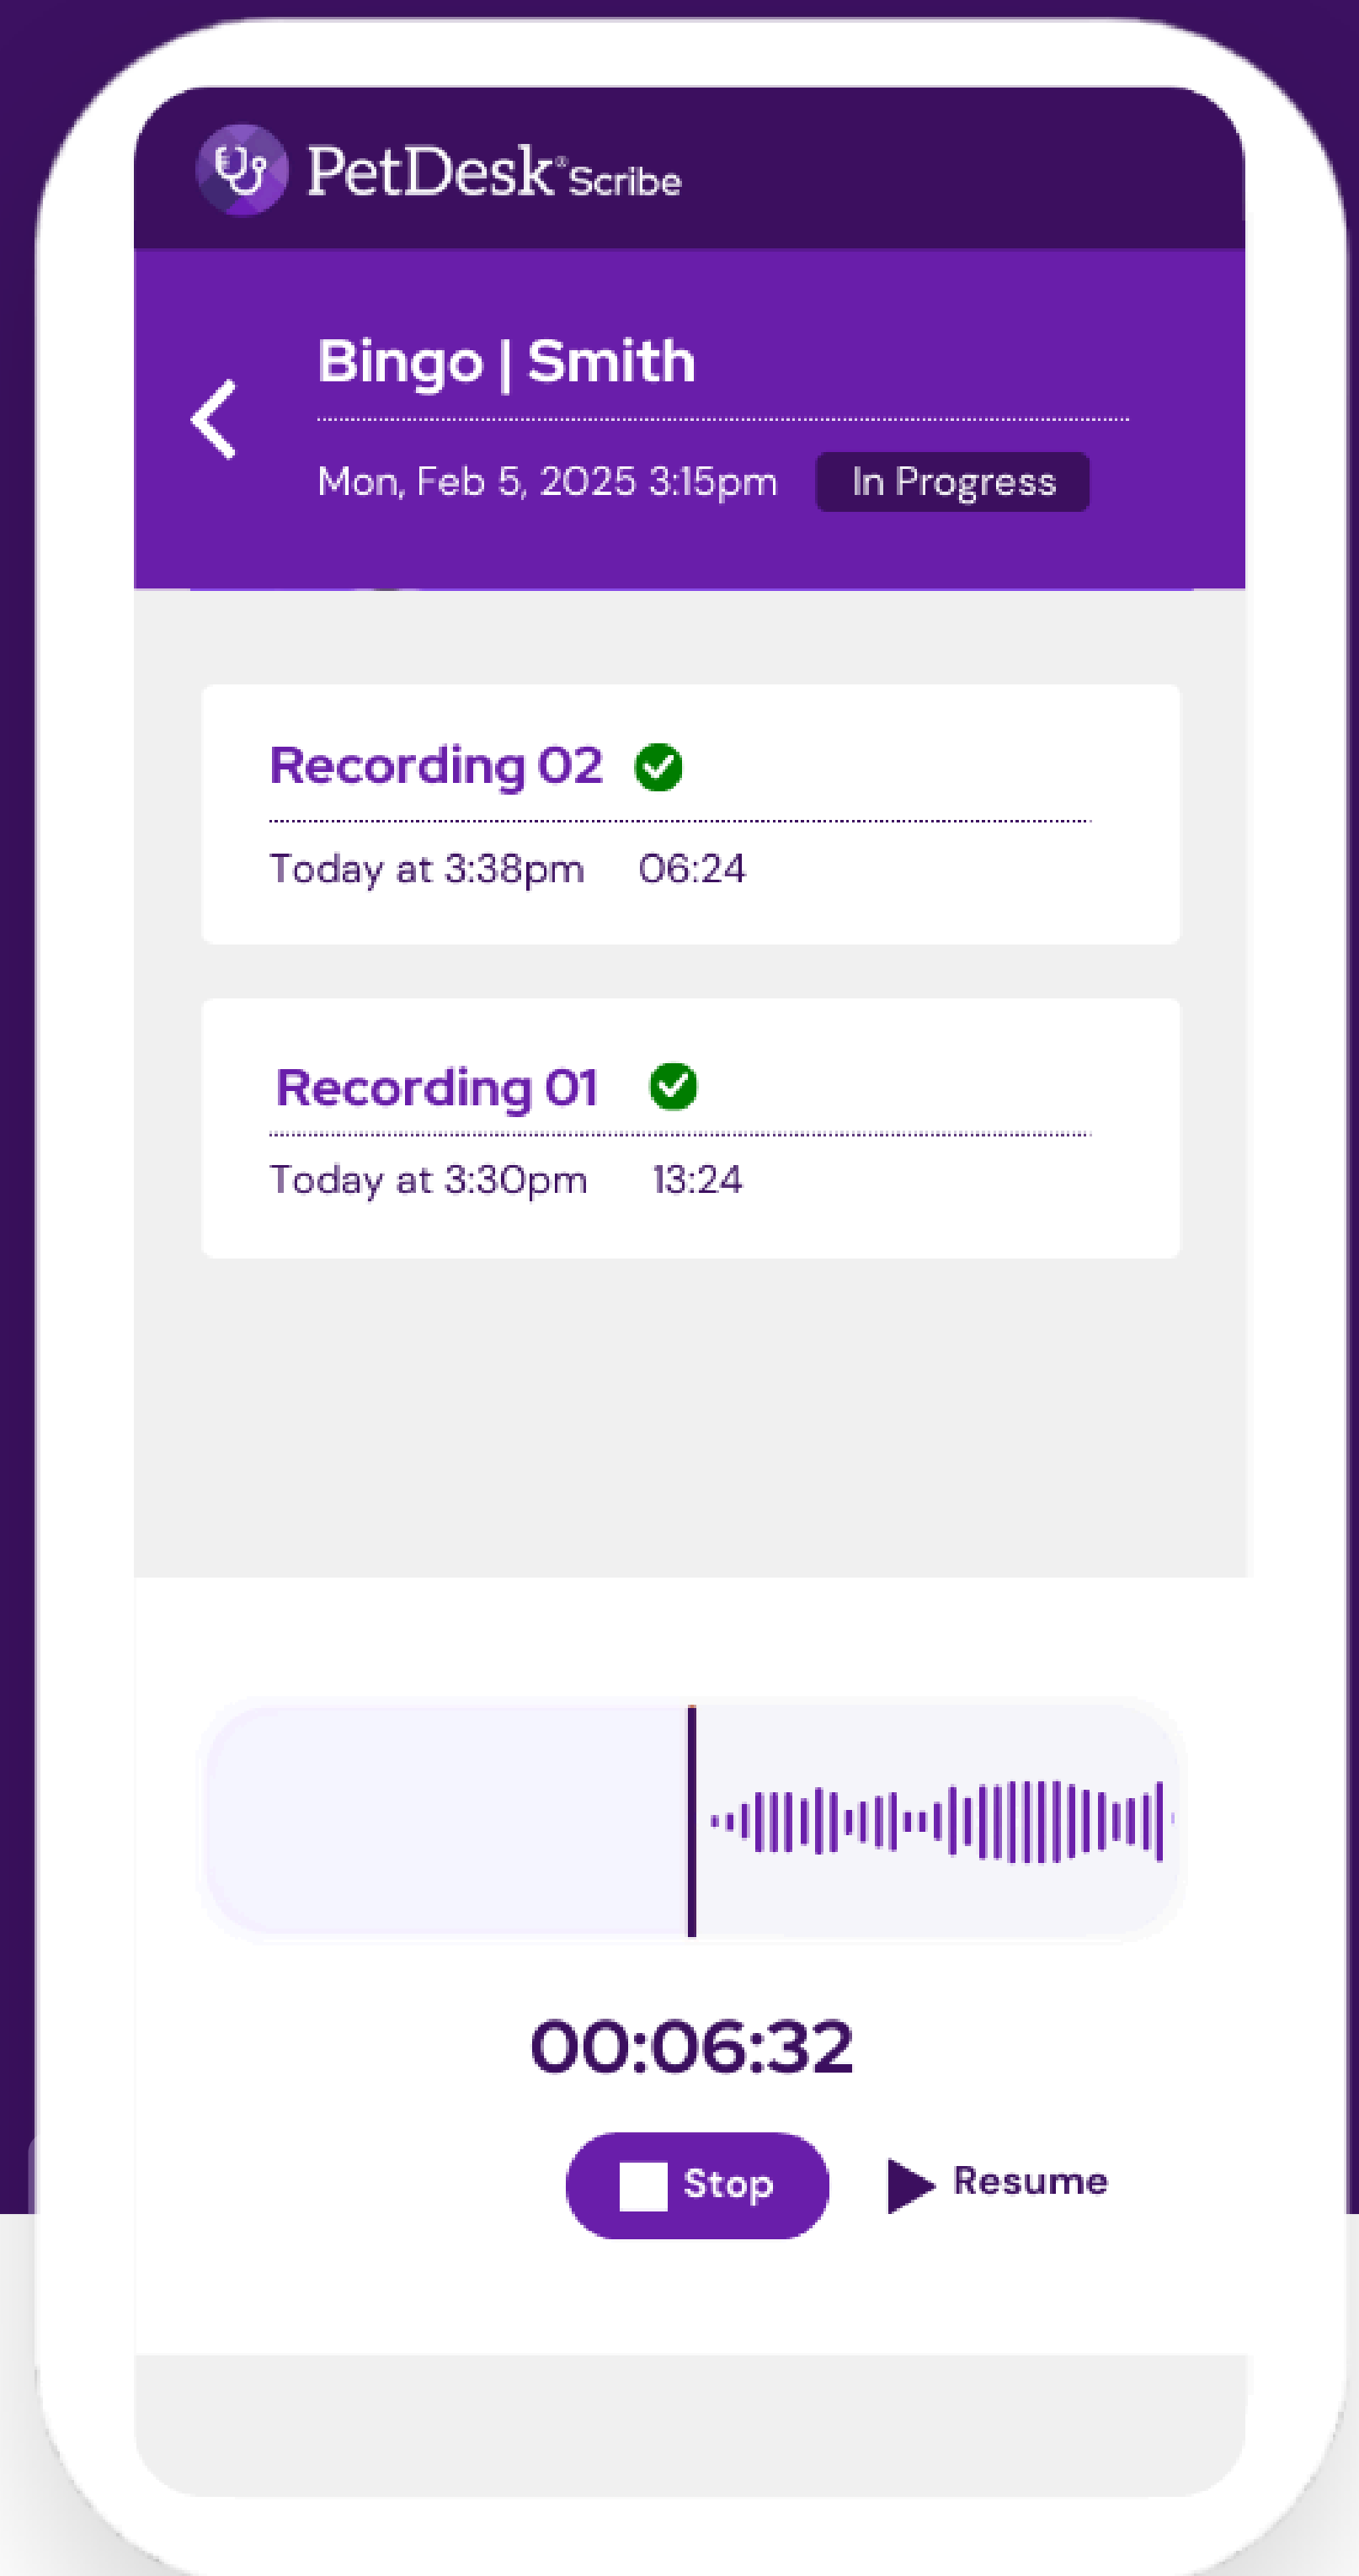 PetDesk® Scribe
Bingo | Smith
Mon, Feb 5, 2025 3:15pm In Progress
Recording 02
Today at 3:38pm 06:24
Recording 01
Today at 3:30pm 13:24
00:06:32
Stop Resume